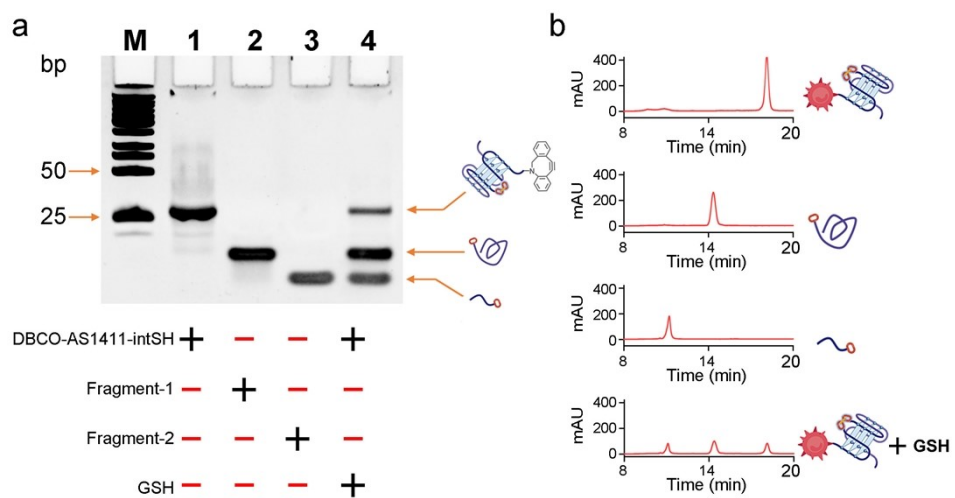 a
M 1 2 3 4
bp
50
25
N
DBCO-AS1411-intSH + − − +
Fragment-1 − + − −
Fragment-2 − − + −
GSH − − − +
b
400
200
0
mAU
8 14 20
Time (min)
400
200
0
mAU
8 14 20
Time (min)
400
200
0
mAU
8 14 20
Time (min)
400
200
0
mAU
8 14 20
Time (min)
+ GSH